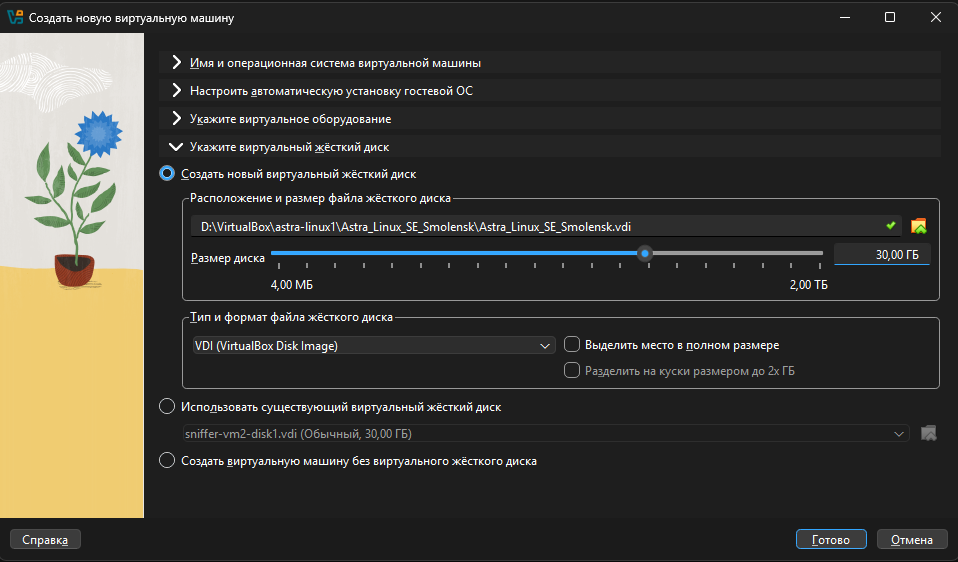 Создать новую виртуальную машину
Имя и операционная система виртуальной машины
Настроить автоматическую установку гостевой ОС
Укажите виртуальное оборудование
Укажите виртуальный жёсткий диск
Создать новый виртуальный жёсткий диск
Расположение и размер файла жёсткого диска
D:\VirtualBox\astra-linux1\Astra_Linux_SE_Smolensk\Astra_Linux_SE_Smolensk.vdi
Размер диска 30,00 ГБ
4,00 МБ 2,00 ТБ
Тип и формат файла жёсткого диска
VDI (VirtualBox Disk Image) Выделить место в полном размере
Разделить на куски размером до 2х ГБ
Использовать существующий виртуальный жёсткий диск
sniffer-vm2-disk1.vdi (Обычный, 30,00 ГБ)
Создать виртуальную машину без виртуального жёсткого диска
Справка Готово Отмена